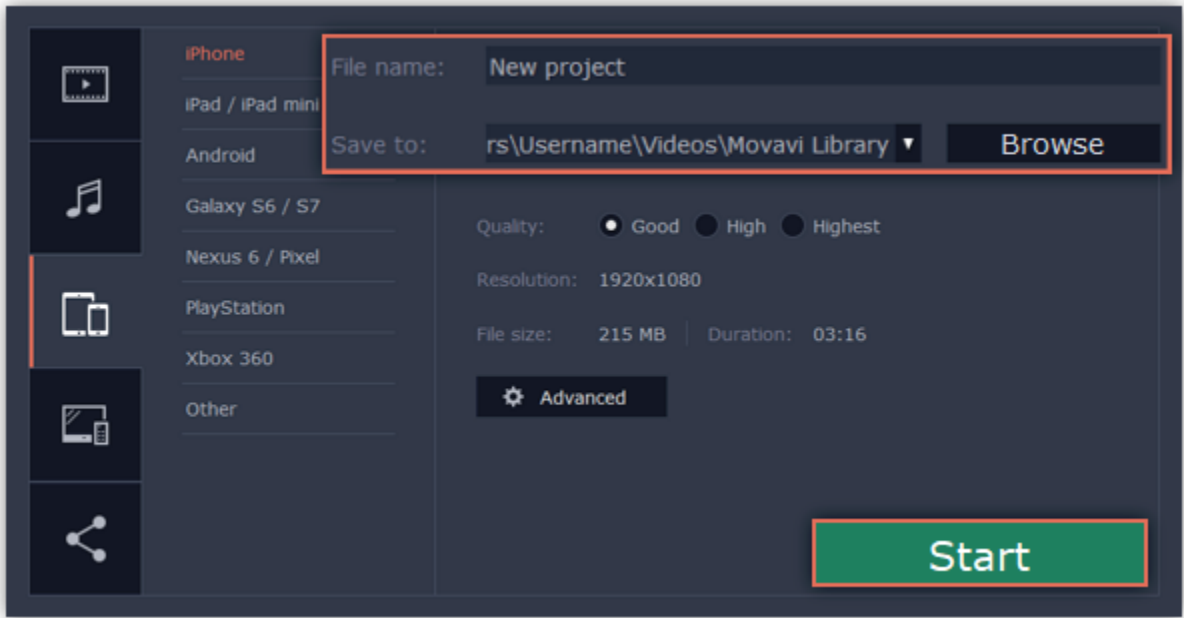 iPhone
iPad / iPad mini
Android
Galaxy S6 / S7
Nexus 6 / Pixel
PlayStation
Xbox 360
Other
File name: New project
Save to: rs\Username\Videos\Movavi Library Browse
Quality: Good High Highest
Resolution: 1920x1080
File size: 215 MB Duration: 03:16
Advanced
Start